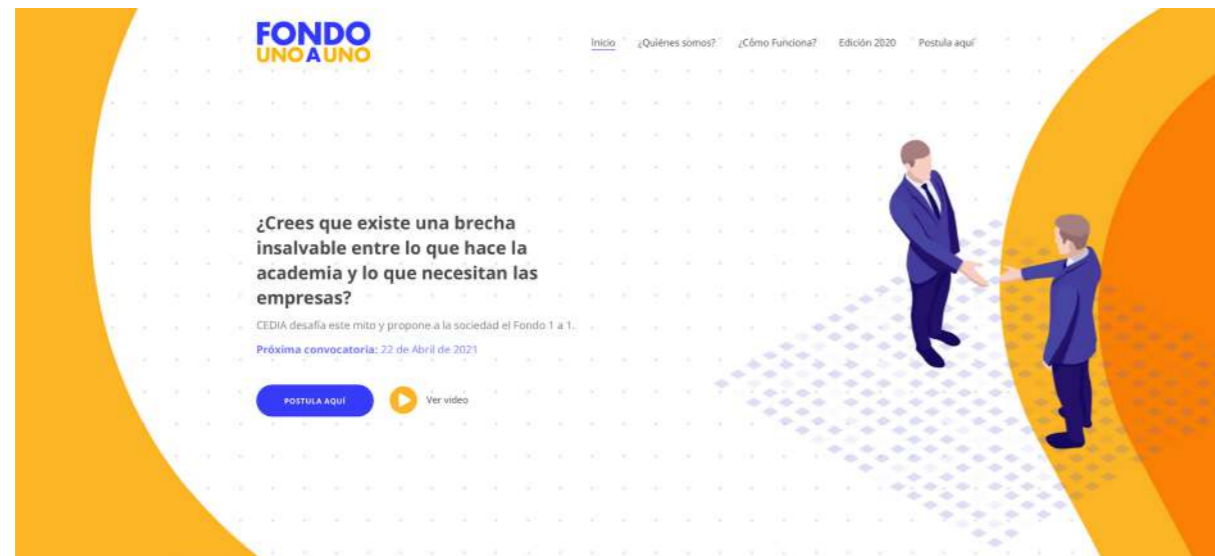 FONDO
UNO A UNO
Inicio ¿Quiénes somos? ¿Cómo Funciona? Edición 2020 Postula aquí
¿Crees que existe una brecha
insalvable entre lo que hace la
academia y lo que necesitan las
empresas?
CEDIA desafía este mito y propone a la sociedad el Fondo 1 a 1.
Próxima convocatoria: 22 de Abril de 2021
POSTULA AQUÍ Ver video